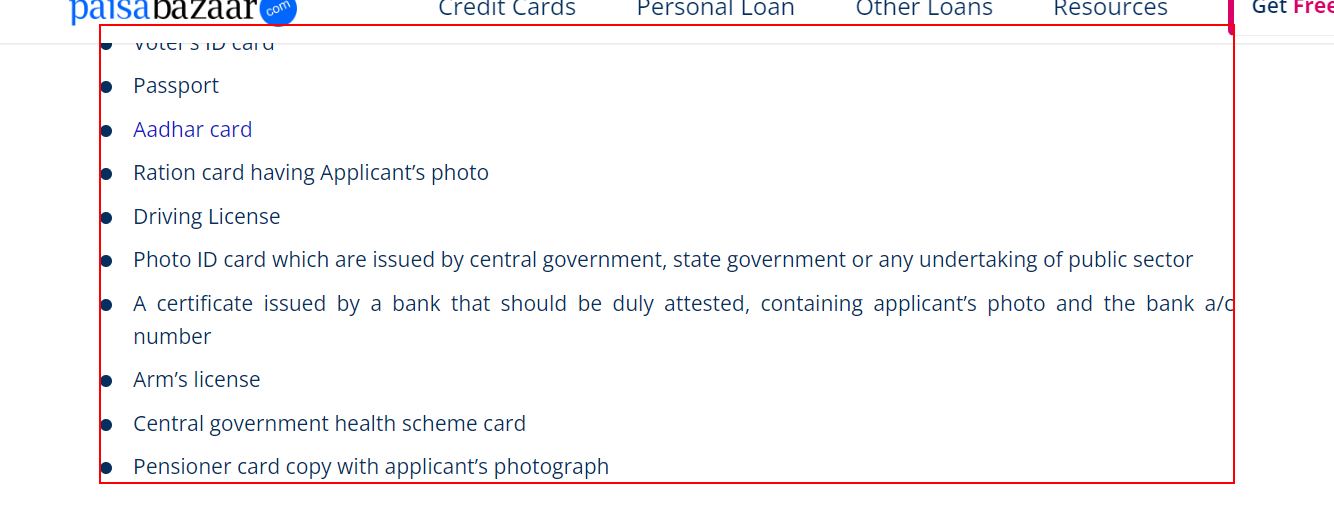 paisabazaar com Credit Cards Personal Loan Other Loans Resources Get Free
Voter's ID card
Passport
Aadhar card
Ration card having Applicant’s photo
Driving License
Photo ID card which are issued by central government, state government or any undertaking of public sector
A certificate issued by a bank that should be duly attested, containing applicant’s photo and the bank a/c
number
Arm’s license
Central government health scheme card
Pensioner card copy with applicant’s photograph